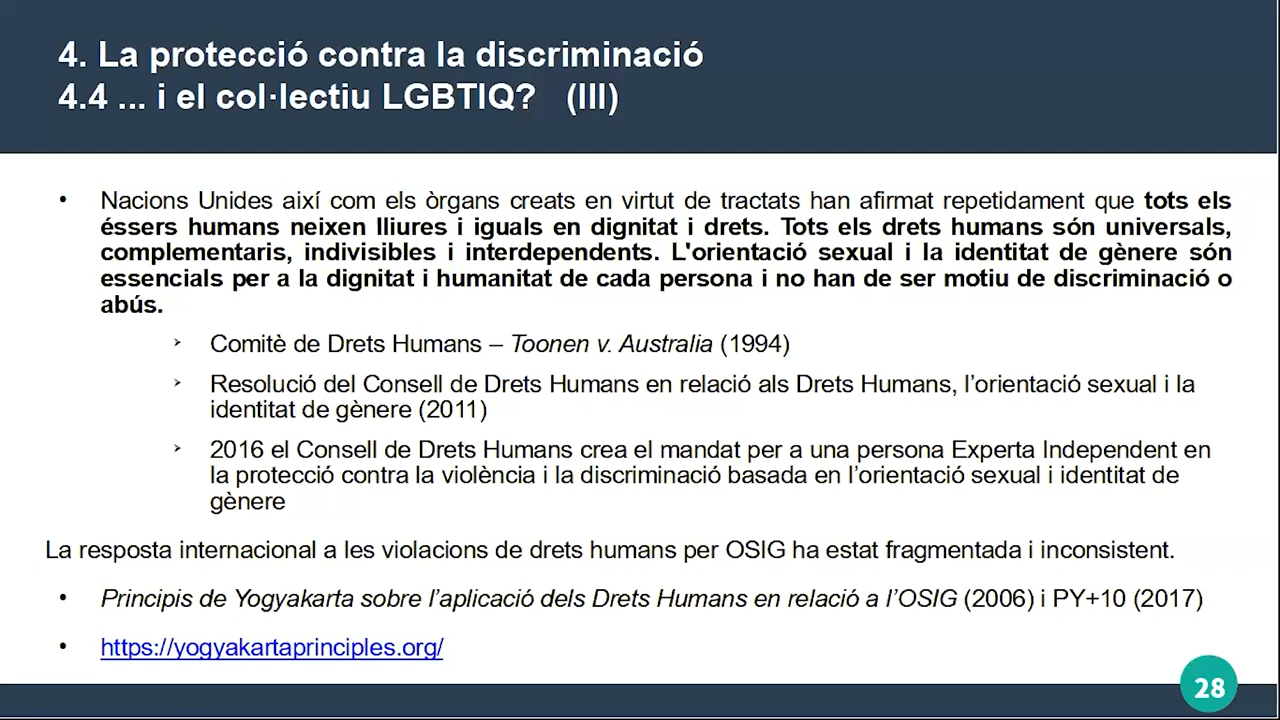 4. La protecció contra la discriminació
4.4 ... i el col·lectiu LGBTIQ? (III)
• Nacions Unides així com els òrgans creats en virtut de tractats han afirmat repetidament que tots els
éssers humans neixen lliures i iguals en dignitat i drets. Tots els drets humans són universals,
complementaris, indivisibles i interdependents. L'orientació sexual i la identitat de gènere són
essencials per a la dignitat i humanitat de cada persona i no han de ser motiu de discriminació o
abús.
➢ Comitè de Drets Humans – Toonen v. Australia (1994)
➢ Resolució del Consell de Drets Humans en relació als Drets Humans, l’orientació sexual i la
identitat de gènere (2011)
➢ 2016 el Consell de Drets Humans crea el mandat per a una persona Experta Independent en
la protecció contra la violència i la discriminació basada en l’orientació sexual i identitat de
gènere
La resposta internacional a les violacions de drets humans per OSIG ha estat fragmentada i inconsistent.
• Principis de Yogyakarta sobre l’aplicació dels Drets Humans en relació a l’OSIG (2006) i PY+10 (2017)
• https://yogyakartaprinciples.org/
28